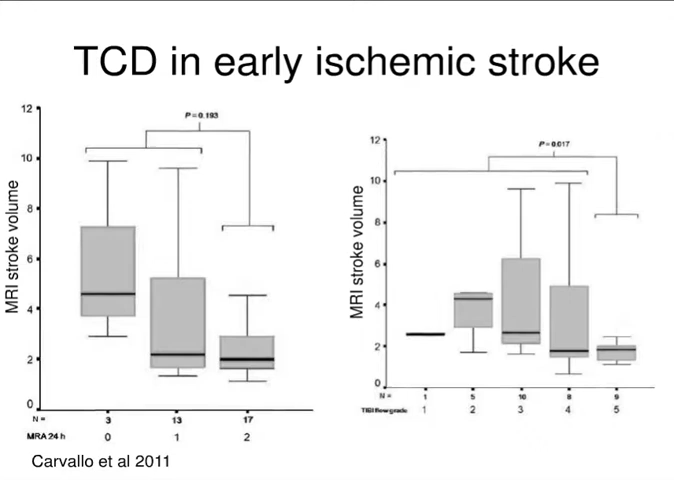 TCD in early ischemic stroke
MRI stroke volume
12
10
8
6
4
2
0
P=0.193
N = 3 13 17
MRA 24 h 0 1 2
MRI stroke volume
12
10
8
6
4
2
0
P=0.017
N = 1 5 10 8 9
TIBI flow grade 1 2 3 4 5
Carvallo et al 2011